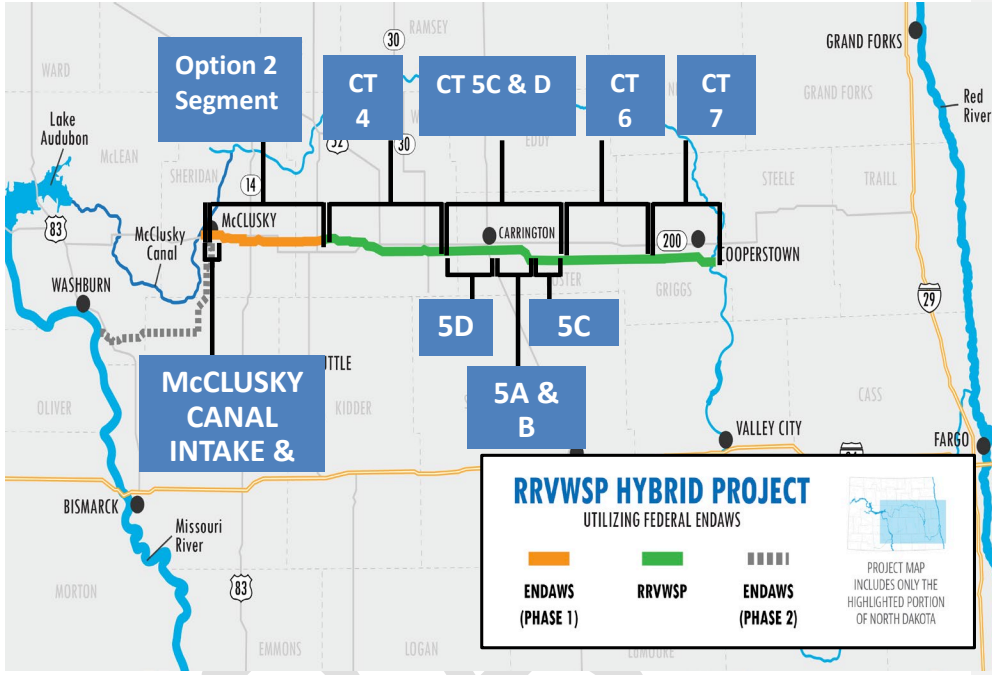 RAMSEY
GRAND FORKS
30
WARD
Option 2
Segment
CT
4
CT 5C & D
CT
6
CT
7
GRAND FORKS
Red
River
Lake
Audubon
McLEAN
52
30
EDDY
SHERIDAN
14
STEELE
TRAILL
83
McCLUSKY
CARRINGTON
200
COOPERSTOWN
McClusky
Canal
WASHBURN
OSTER
GRIGGS
29
5D
5C
McCLUSKY
CANAL
INTAKE &
TTLE
5A &
B
OLIVER
KIDDER
CASS
VALLEY CITY
FARGO
BISMARCK
Missouri
River
MORTON
83
EMMONS
LOGAN
RRVWSP HYBRID PROJECT
UTILIZING FEDERAL ENDAWS
ENDAWS
(PHASE 1)
RRVWSP
ENDAWS
(PHASE 2)
PROJECT MAP
INCLUDES ONLY THE
HIGHLIGHTED PORTION
OF NORTH DAKOTA